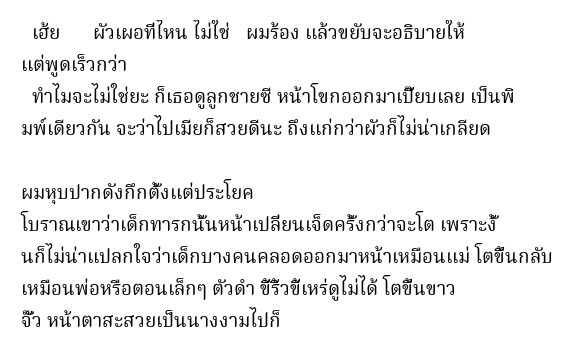 เฮ้ย ผัวเผอที่ไหน ไม่ใช่ ผมร้อง แล้วขยับจะอธิบายให้
แต่พูดเร็วกว่า
ทำไมจะไม่ใช่ยะ ก็เธอดูลูกชายซี หน้าโขกออกมาเปี๊ยบเลย เป็นพิ
มพ์เดียวกัน จะว่าไปเมียก็สวยดีนะ ถึงแก่กว่าผัวก็ไม่น่าเกลียด
ผมหุบปากดังกึกตั้งแต่ประโยค
โบราณเขาว่าเด็กทารกนั้นหน้าเปลี่ยนเจ็ดครั้งกว่าจะโต เพราะงั้
นก็ไม่น่าแปลกใจว่าเด็กบางคนคลอดออกมาหน้าเหมือนแม่ โตขึ้นกลับ
เหมือนพ่อหรือตอนเล็กๆ ตัวดำ ขี้ริ้วขี้เหร่ดูไม่ได้ โตขึ้นขาว
จั๊ว หน้าตาสะสวยเป็นนางงามไปก็